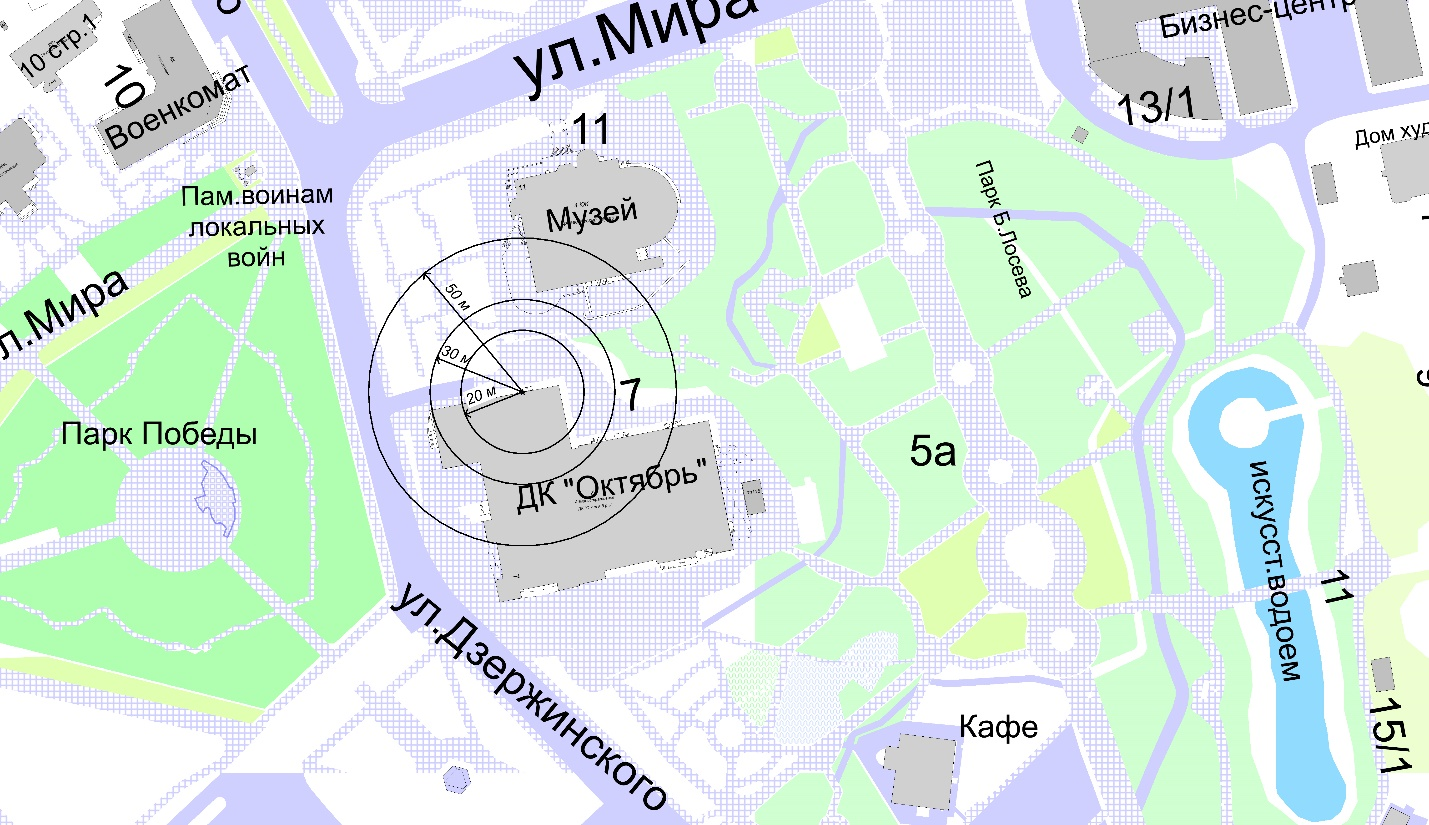 10 стр.1
10
Военкомат
ул.Мира
Бизнес-центр
13/1
Дом худ
11
Музей
Пам.воинам
локальных
войн
Парк Б.Лосева
л.Мира
50 м
30 м
20 м
7
9
Парк Победы
5а
ДК "Октябрь"
искусст.водоем
11
ул.Дзержинского
Кафе
15/1